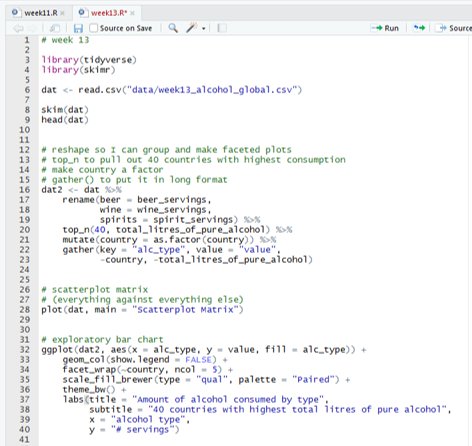 week11.R × week13.R* ×
Source on Save Run Source
1 # week 13
2
3 library(tidyverse)
4 library(skimr)
5
6 dat <- read.csv("data/week13_alcohol_global.csv")
7
8 skim(dat)
9 head(dat)
10
11
12 # reshape so I can group and make faceted plots
13 # top_n to pull out 40 countries with highest consumption
14 # make country a factor
15 # gather() to put it in long format
16 dat2 <- dat %>%
17 rename(beer = beer_servings,
18 wine = wine_servings,
19 spirits = spirit_servings) %>%
20 top_n(40, total_litres_of_pure_alcohol) %>%
21 mutate(country = as.factor(country)) %>%
22 gather(key = "alc_type", value = "value",
23 -country, -total_litres_of_pure_alcohol)
24
25
26 # scatterplot matrix
27 # (everything against everything else)
28 plot(dat, main = "Scatterplot Matrix")
29
30
31 # exploratory bar chart
32 ggplot(dat2, aes(x = alc_type, y = value, fill = alc_type)) +
33 geom_col(show.legend = FALSE) +
34 facet_wrap(~country, ncol = 5) +
35 scale_fill_brewer(type = "qual", palette = "Paired") +
36 theme_bw() +
37 labs(title = "Amount of alcohol consumed by type",
38 subtitle = "40 countries with highest total litres of pure alcohol",
39 x = "alcohol type",
40 y = "# servings")
41